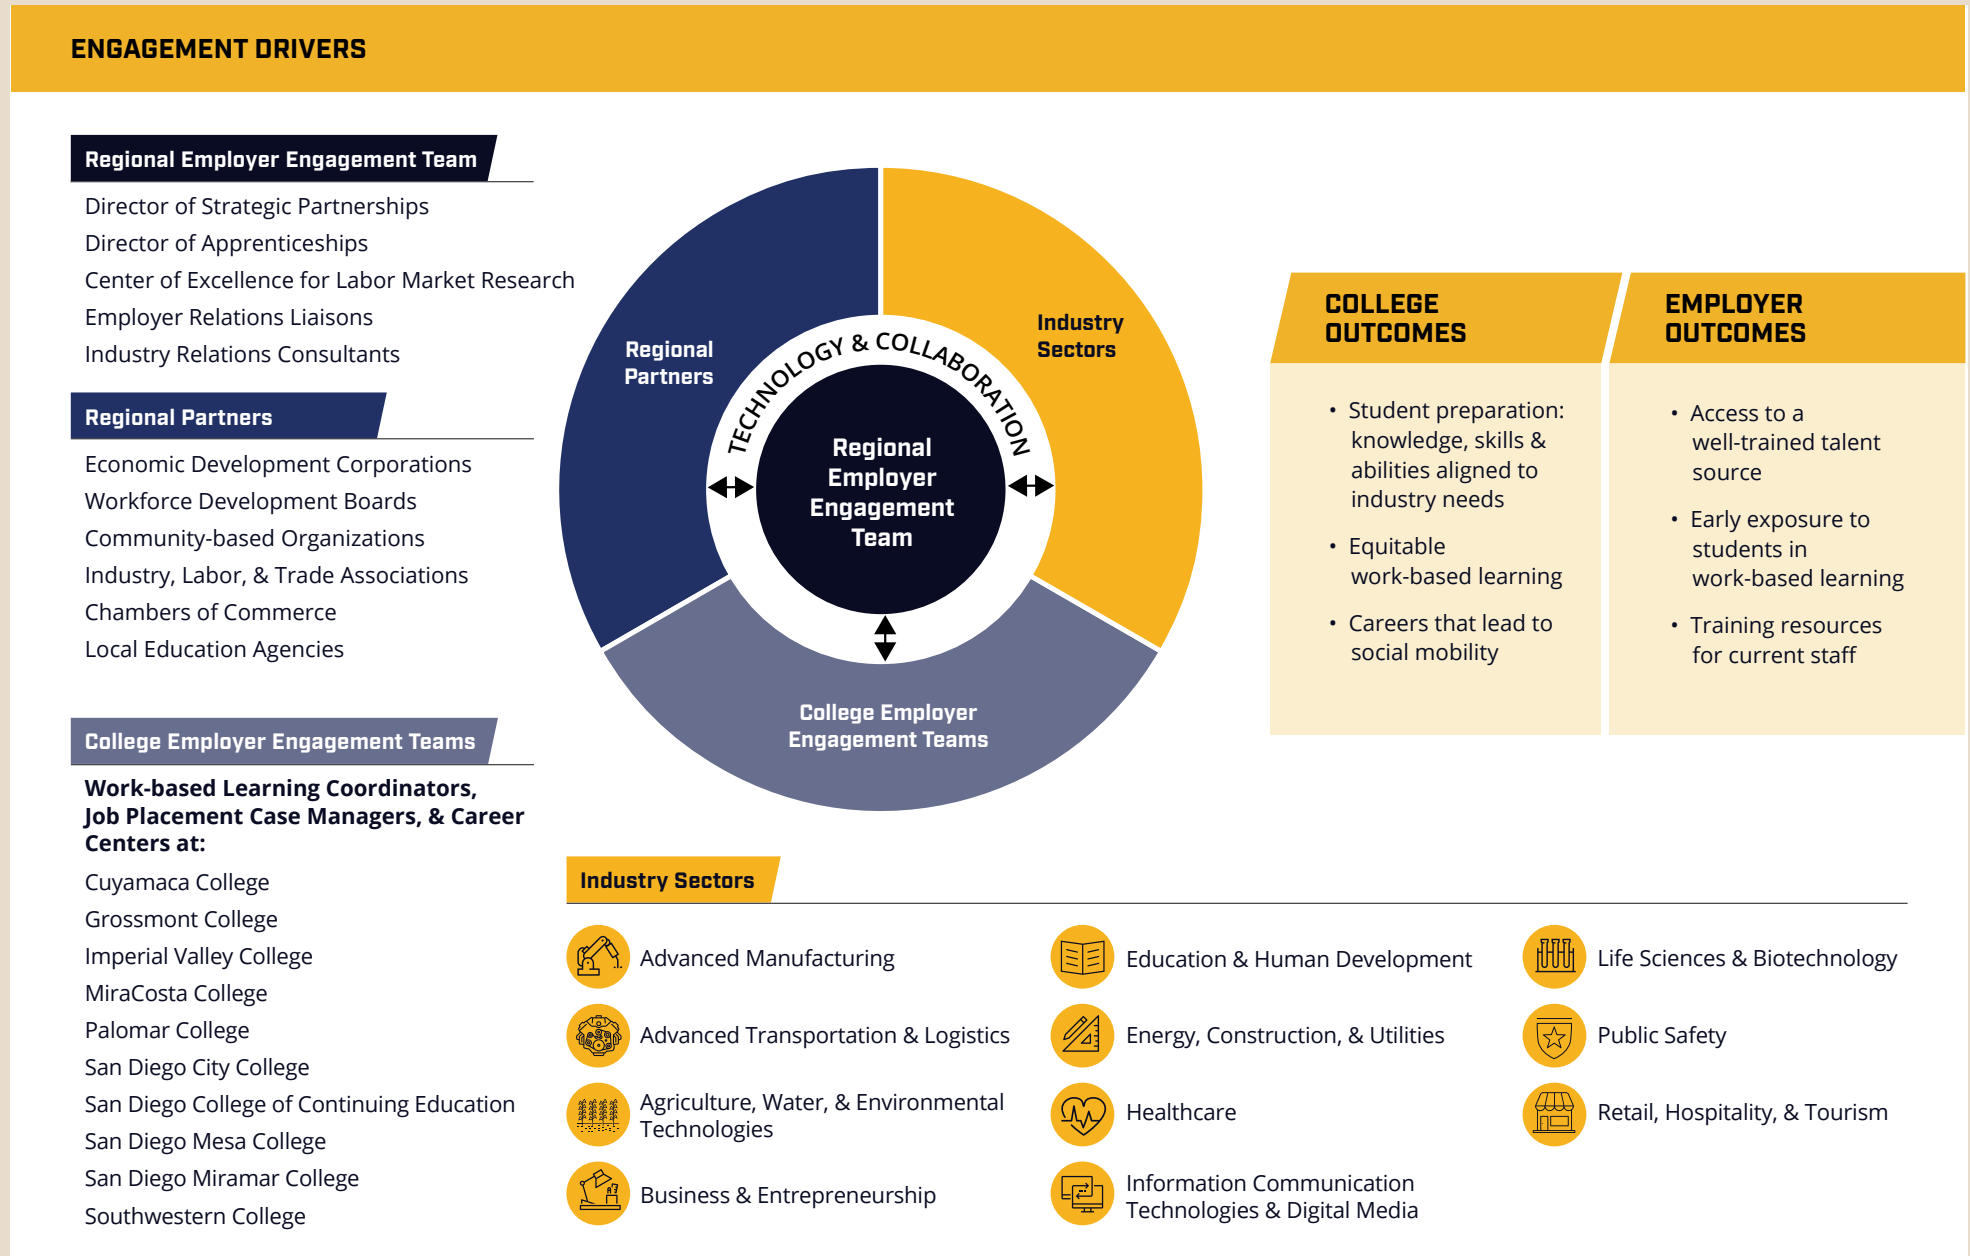 ENGAGEMENT DRIVERS
Regional Employer Engagement Team
Director of Strategic Partnerships
Director of Apprenticeships
Center of Excellence for Labor Market Research
Employer Relations Liaisons
Industry Relations Consultants
Regional Partners
Economic Development Corporations
Workforce Development Boards
Community-based Organizations
Industry, Labor, & Trade Associations
Chambers of Commerce
Local Education Agencies
College Employer Engagement Teams
Work-based Learning Coordinators,
Job Placement Case Managers, & Career
Centers at:
Cuyamaca College
Grossmont College
Imperial Valley College
MiraCosta College
Palomar College
San Diego City College
San Diego College of Continuing Education
San Diego Mesa College
San Diego Miramar College
Southwestern College
Regional
Partners
Industry
Sectors
TECHNOLOGY & COLLABORATION
Regional
Employer
Engagement
Team
College Employer
Engagement Teams
COLLEGE
OUTCOMES
• Student preparation:
knowledge, skills &
abilities aligned to
industry needs
• Equitable
work-based learning
• Careers that lead to
social mobility
EMPLOYER
OUTCOMES
• Access to a
well-trained talent
source
• Early exposure to
students in
work-based learning
• Training resources
for current staff
Industry Sectors
Advanced Manufacturing
Advanced Transportation & Logistics
Agriculture, Water, & Environmental
Technologies
Business & Entrepreneurship
Education & Human Development
Energy, Construction, & Utilities
Healthcare
Information Communication
Technologies & Digital Media
Life Sciences & Biotechnology
Public Safety
Retail, Hospitality, & Tourism